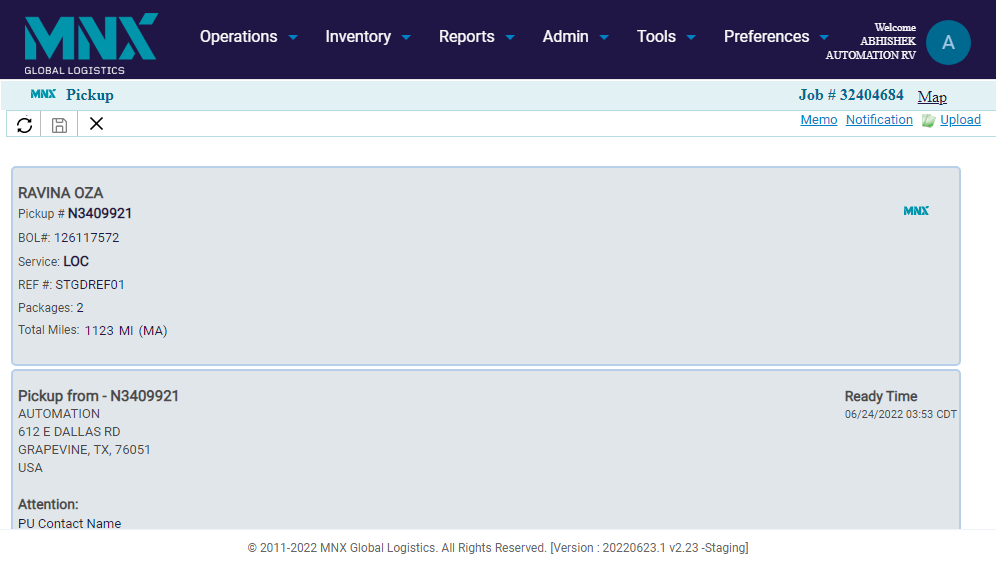 MNX
GLOBAL LOGISTICS
Operations Inventory Reports Admin Tools Preferences
Welcome
ABHISHEK
AUTOMATION RV
A
MNX Pickup
Job # 32404684 Map
Memo Notification Upload
RAVINA OZA
Pickup # N3409921
MNX
BOL#: 126117572
Service: LOC
REF #: STGDREF01
Packages: 2
Total Miles: 1123 MI (MA)
Pickup from - N3409921
AUTOMATION
612 E DALLAS RD
GRAPEVINE, TX, 76051
USA
Ready Time
06/24/2022 03:53 CDT
Attention:
PU Contact Name
© 2011-2022 MNX Global Logistics. All Rights Reserved. [Version : 20220623.1 v2.23 -Staging]